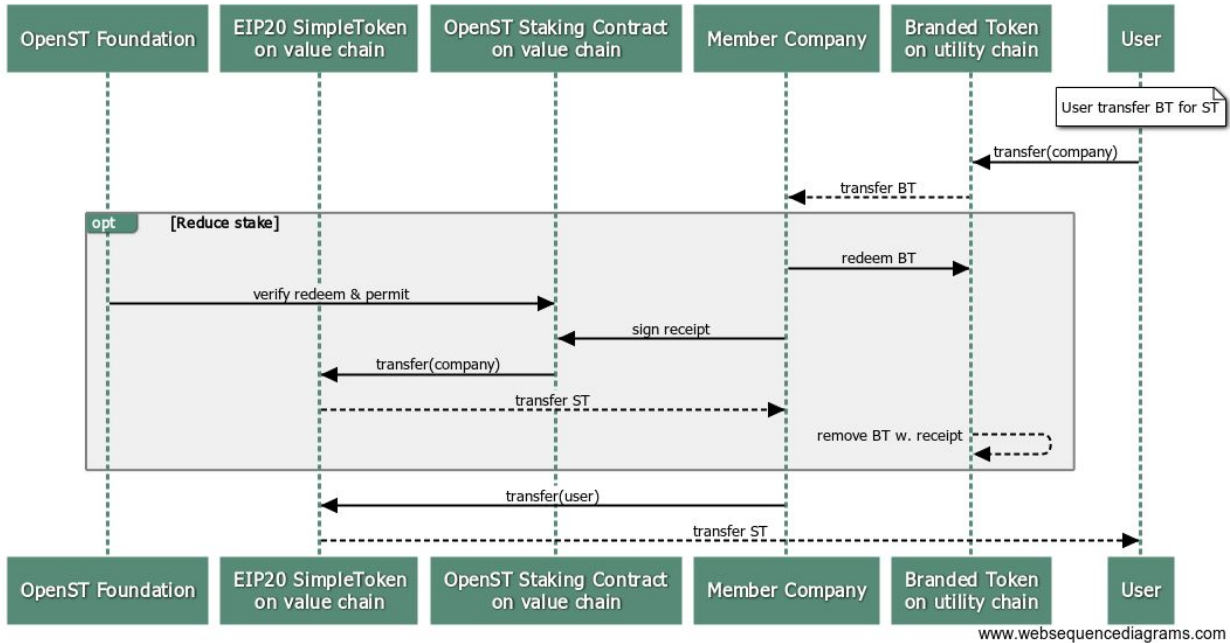 OpenST Foundation
EIP20 SimpleToken
on value chain
OpenST Staking Contract
on value chain
Member Company
Branded Token
on utility chain
User
User transfer BT for ST
transfer(company)
transfer BT
opt
[Reduce stake]
redeem BT
verify redeem & permit
sign receipt
transfer(company)
transfer ST
remove BT w. receipt
transfer(user)
transfer ST
OpenST Foundation
EIP20 SimpleToken
on value chain
OpenST Staking Contract
on value chain
Member Company
Branded Token
on utility chain
User
www.websequencediagrams.com